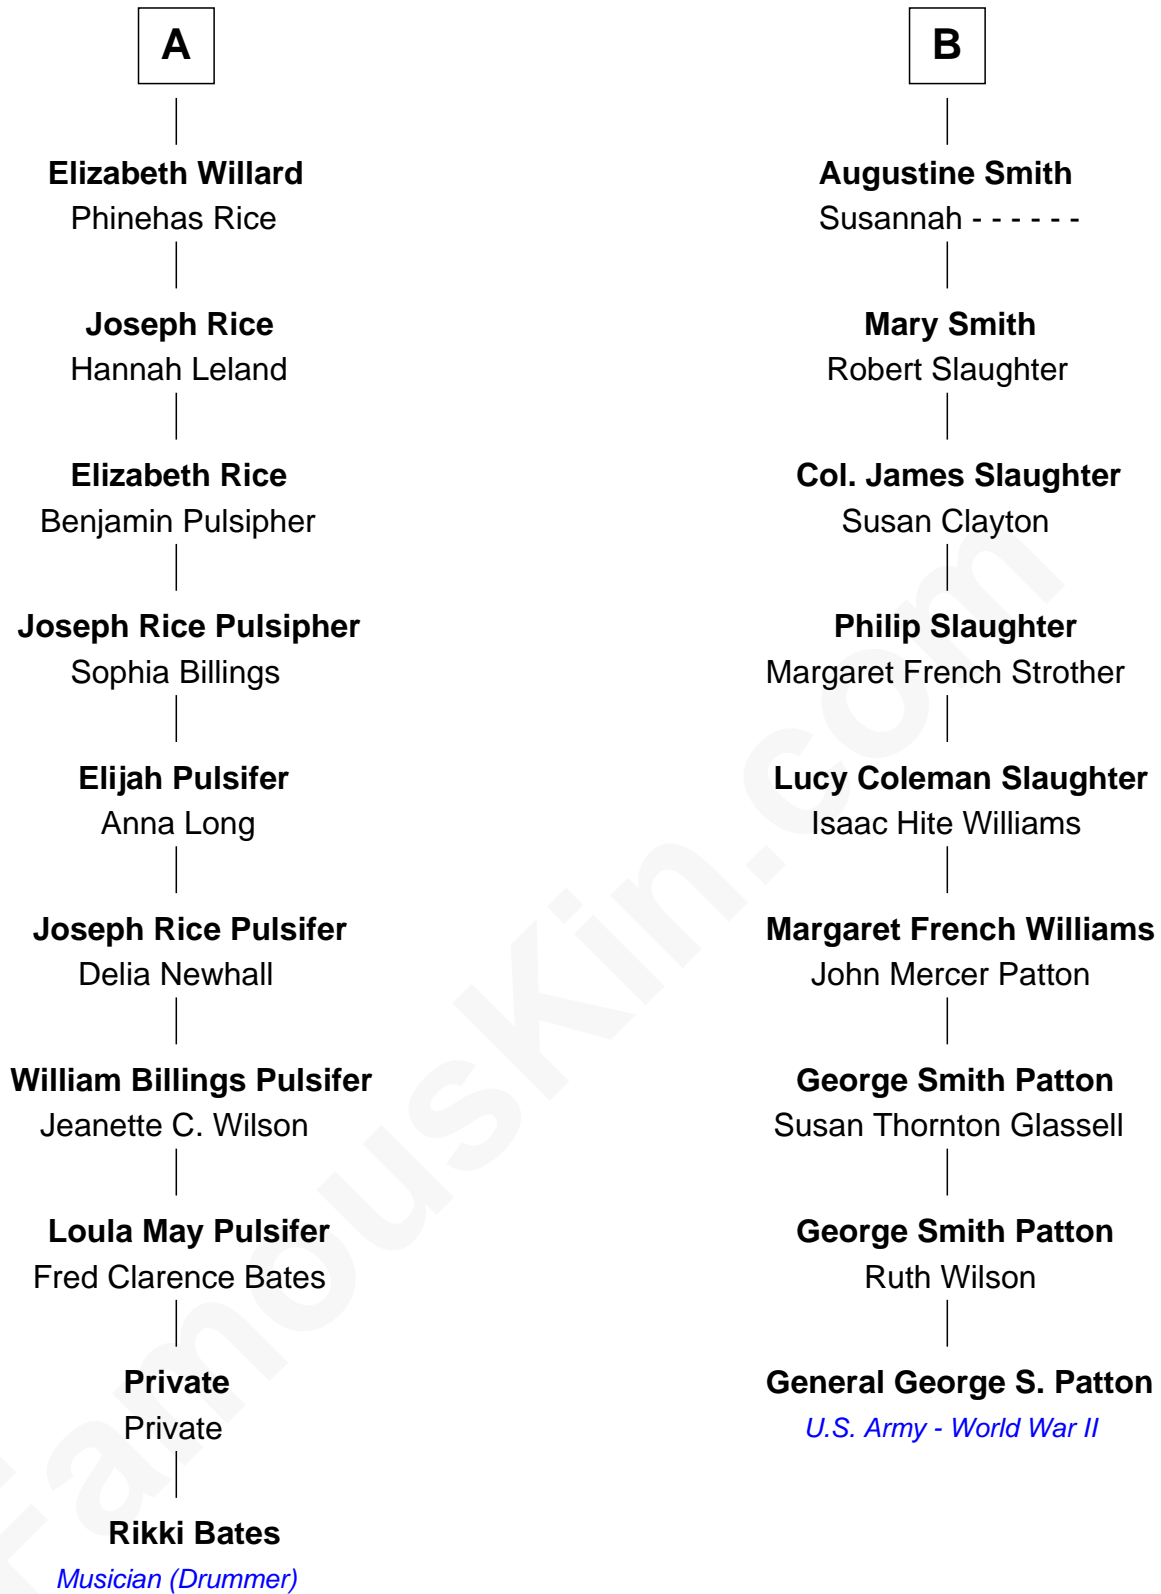 A
Elizabeth Willard
Phinehas Rice
Joseph Rice
Hannah Leland
Elizabeth Rice
Benjamin Pulsipher
Joseph Rice Pulsipher
Sophia Billings
Elijah Pulsifer
Anna Long
Joseph Rice Pulsifer
Delia Newhall
William Billings Pulsifer
Jeanette C. Wilson
Loula May Pulsifer
Fred Clarence Bates
Private
Private
Rikki Bates
Musician (Drummer)
B
Augustine Smith
Susannah - - - - - -
Mary Smith
Robert Slaughter
Col. James Slaughter
Susan Clayton
Philip Slaughter
Margaret French Strother
Lucy Coleman Slaughter
Isaac Hite Williams
Margaret French Williams
John Mercer Patton
George Smith Patton
Susan Thornton Glassell
George Smith Patton
Ruth Wilson
General George S. Patton
U.S. Army - World War II
FamousKin.com